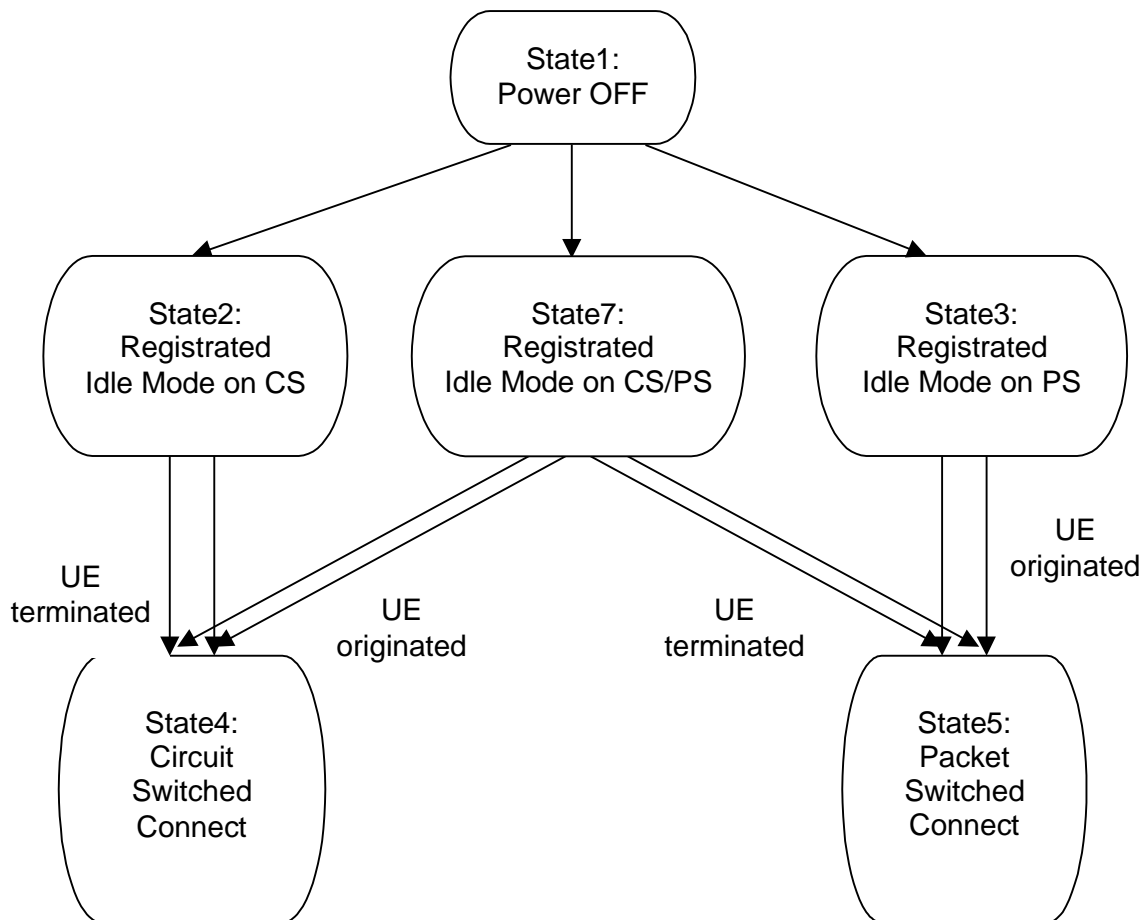 State1:
Power OFF
State2:
Registrated
Idle Mode on CS
State7:
Registrated
Idle Mode on CS/PS
State3:
Registrated
Idle Mode on PS
UE
terminated
UE
originated
UE
terminated
UE
originated
State4:
Circuit
Switched
Connect
State5:
Packet
Switched
Connect